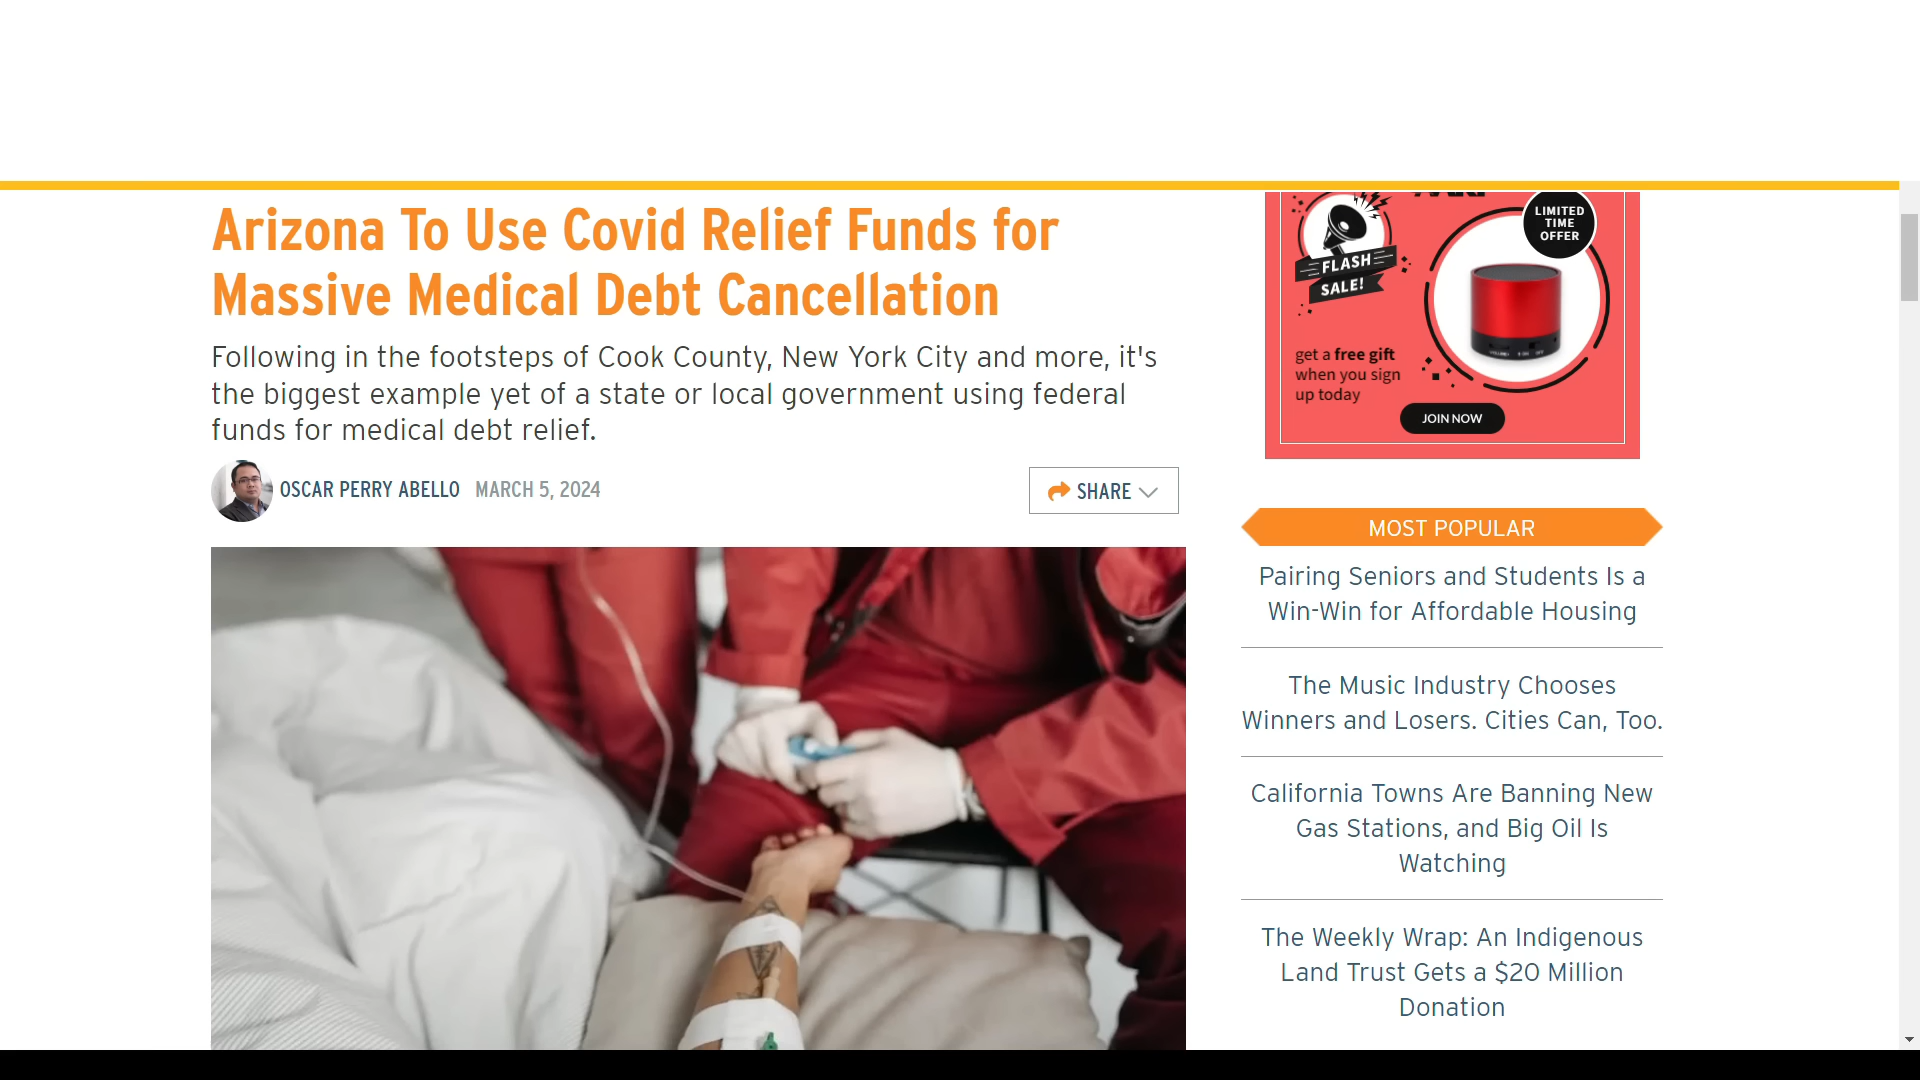 Arizona To Use Covid Relief Funds for
Massive Medical Debt Cancellation
Following in the footsteps of Cook County, New York City and more, it's
the biggest example yet of a state or local government using federal
funds for medical debt relief.
OSCAR PERRY ABELLO MARCH 5, 2024
SHARE
LIMITED
TIME
OFFER
FLASH
SALE!
get a free gift
when you sign
up today
JOIN NOW
MOST POPULAR
Pairing Seniors and Students Is a
Win-Win for Affordable Housing
The Music Industry Chooses
Winners and Losers. Cities Can, Too.
California Towns Are Banning New
Gas Stations, and Big Oil Is
Watching
The Weekly Wrap: An Indigenous
Land Trust Gets a $20 Million
Donation